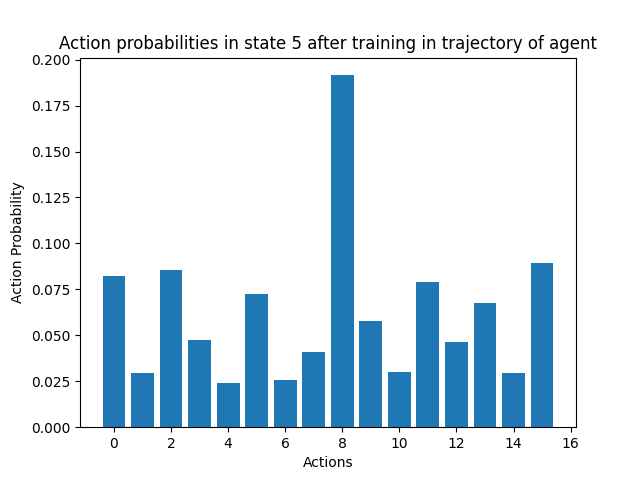 Action probabilities in state 5 after training in trajectory of agent
0.200
0.175
0.150
0.125
0.100
0.075
0.050
0.025
0.000
Action Probability
0 2 4 6 8 10 12 14 16
Actions